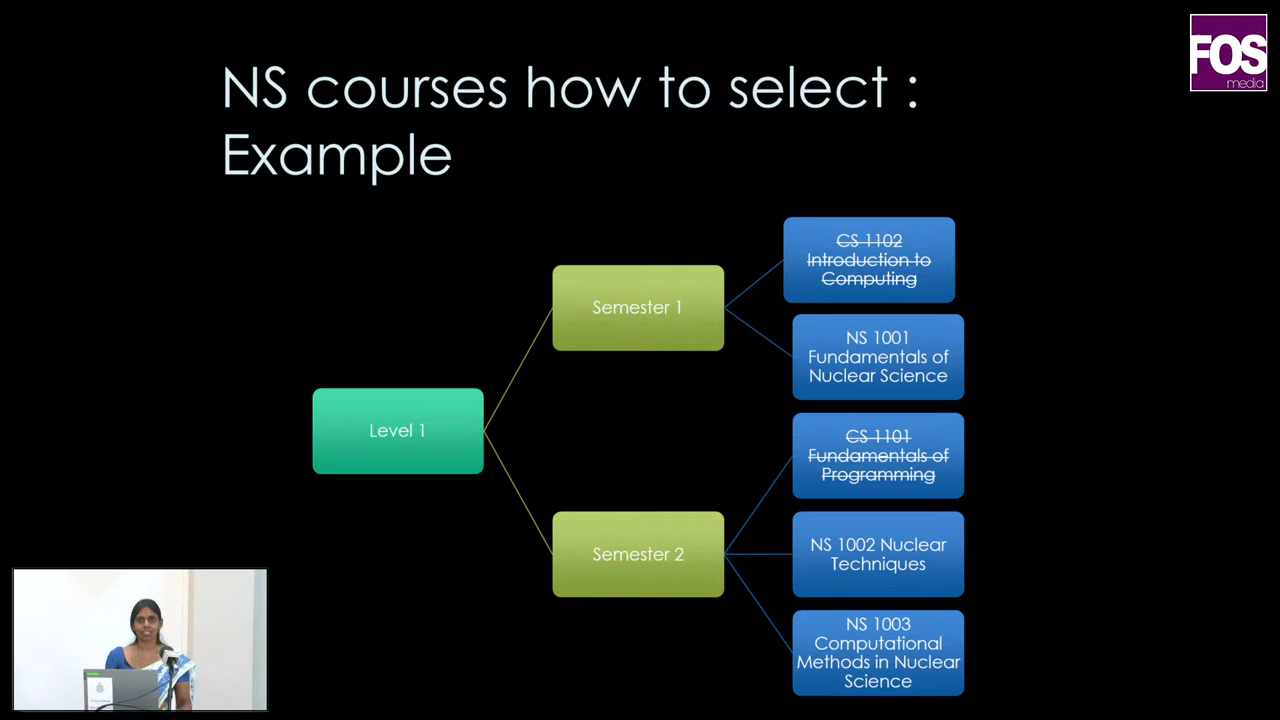 FOS
media
NS courses how to select :
Example
CS 1102
Introduction to
Computing
Semester 1
NS 1001
Fundamentals of
Nuclear Science
Level 1
CS 1101
Fundamentals of
Programming
Semester 2
NS 1002 Nuclear
Techniques
NS 1003
Computational
Methods in Nuclear
Science